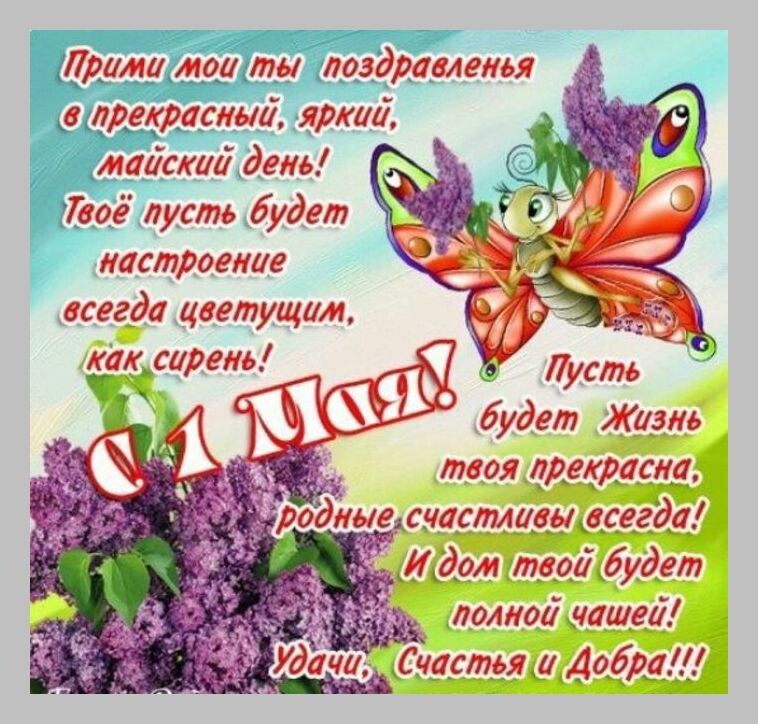 Прими мои ты поздравленья
в прекрасный, яркий,
майский день!
Твоё пусть будет
настроение
всегда цветущим,
как сирень!
С 1 Мая!
Пусть
будет Жизнь
твоя прекрасна,
родные счастливы всегда!
И дом твой будет
полной чашей!
Удачи, Счастья и Добра!!!